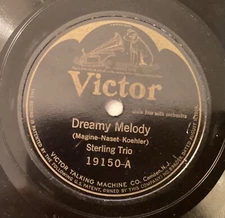 Victor
Male trio with orchestra
Dreamy Melody
(Magine-Naset-Koehler)
Sterling Trio
19150-A
VICTOR TALKING MACHINE CO. Camden, N.J.